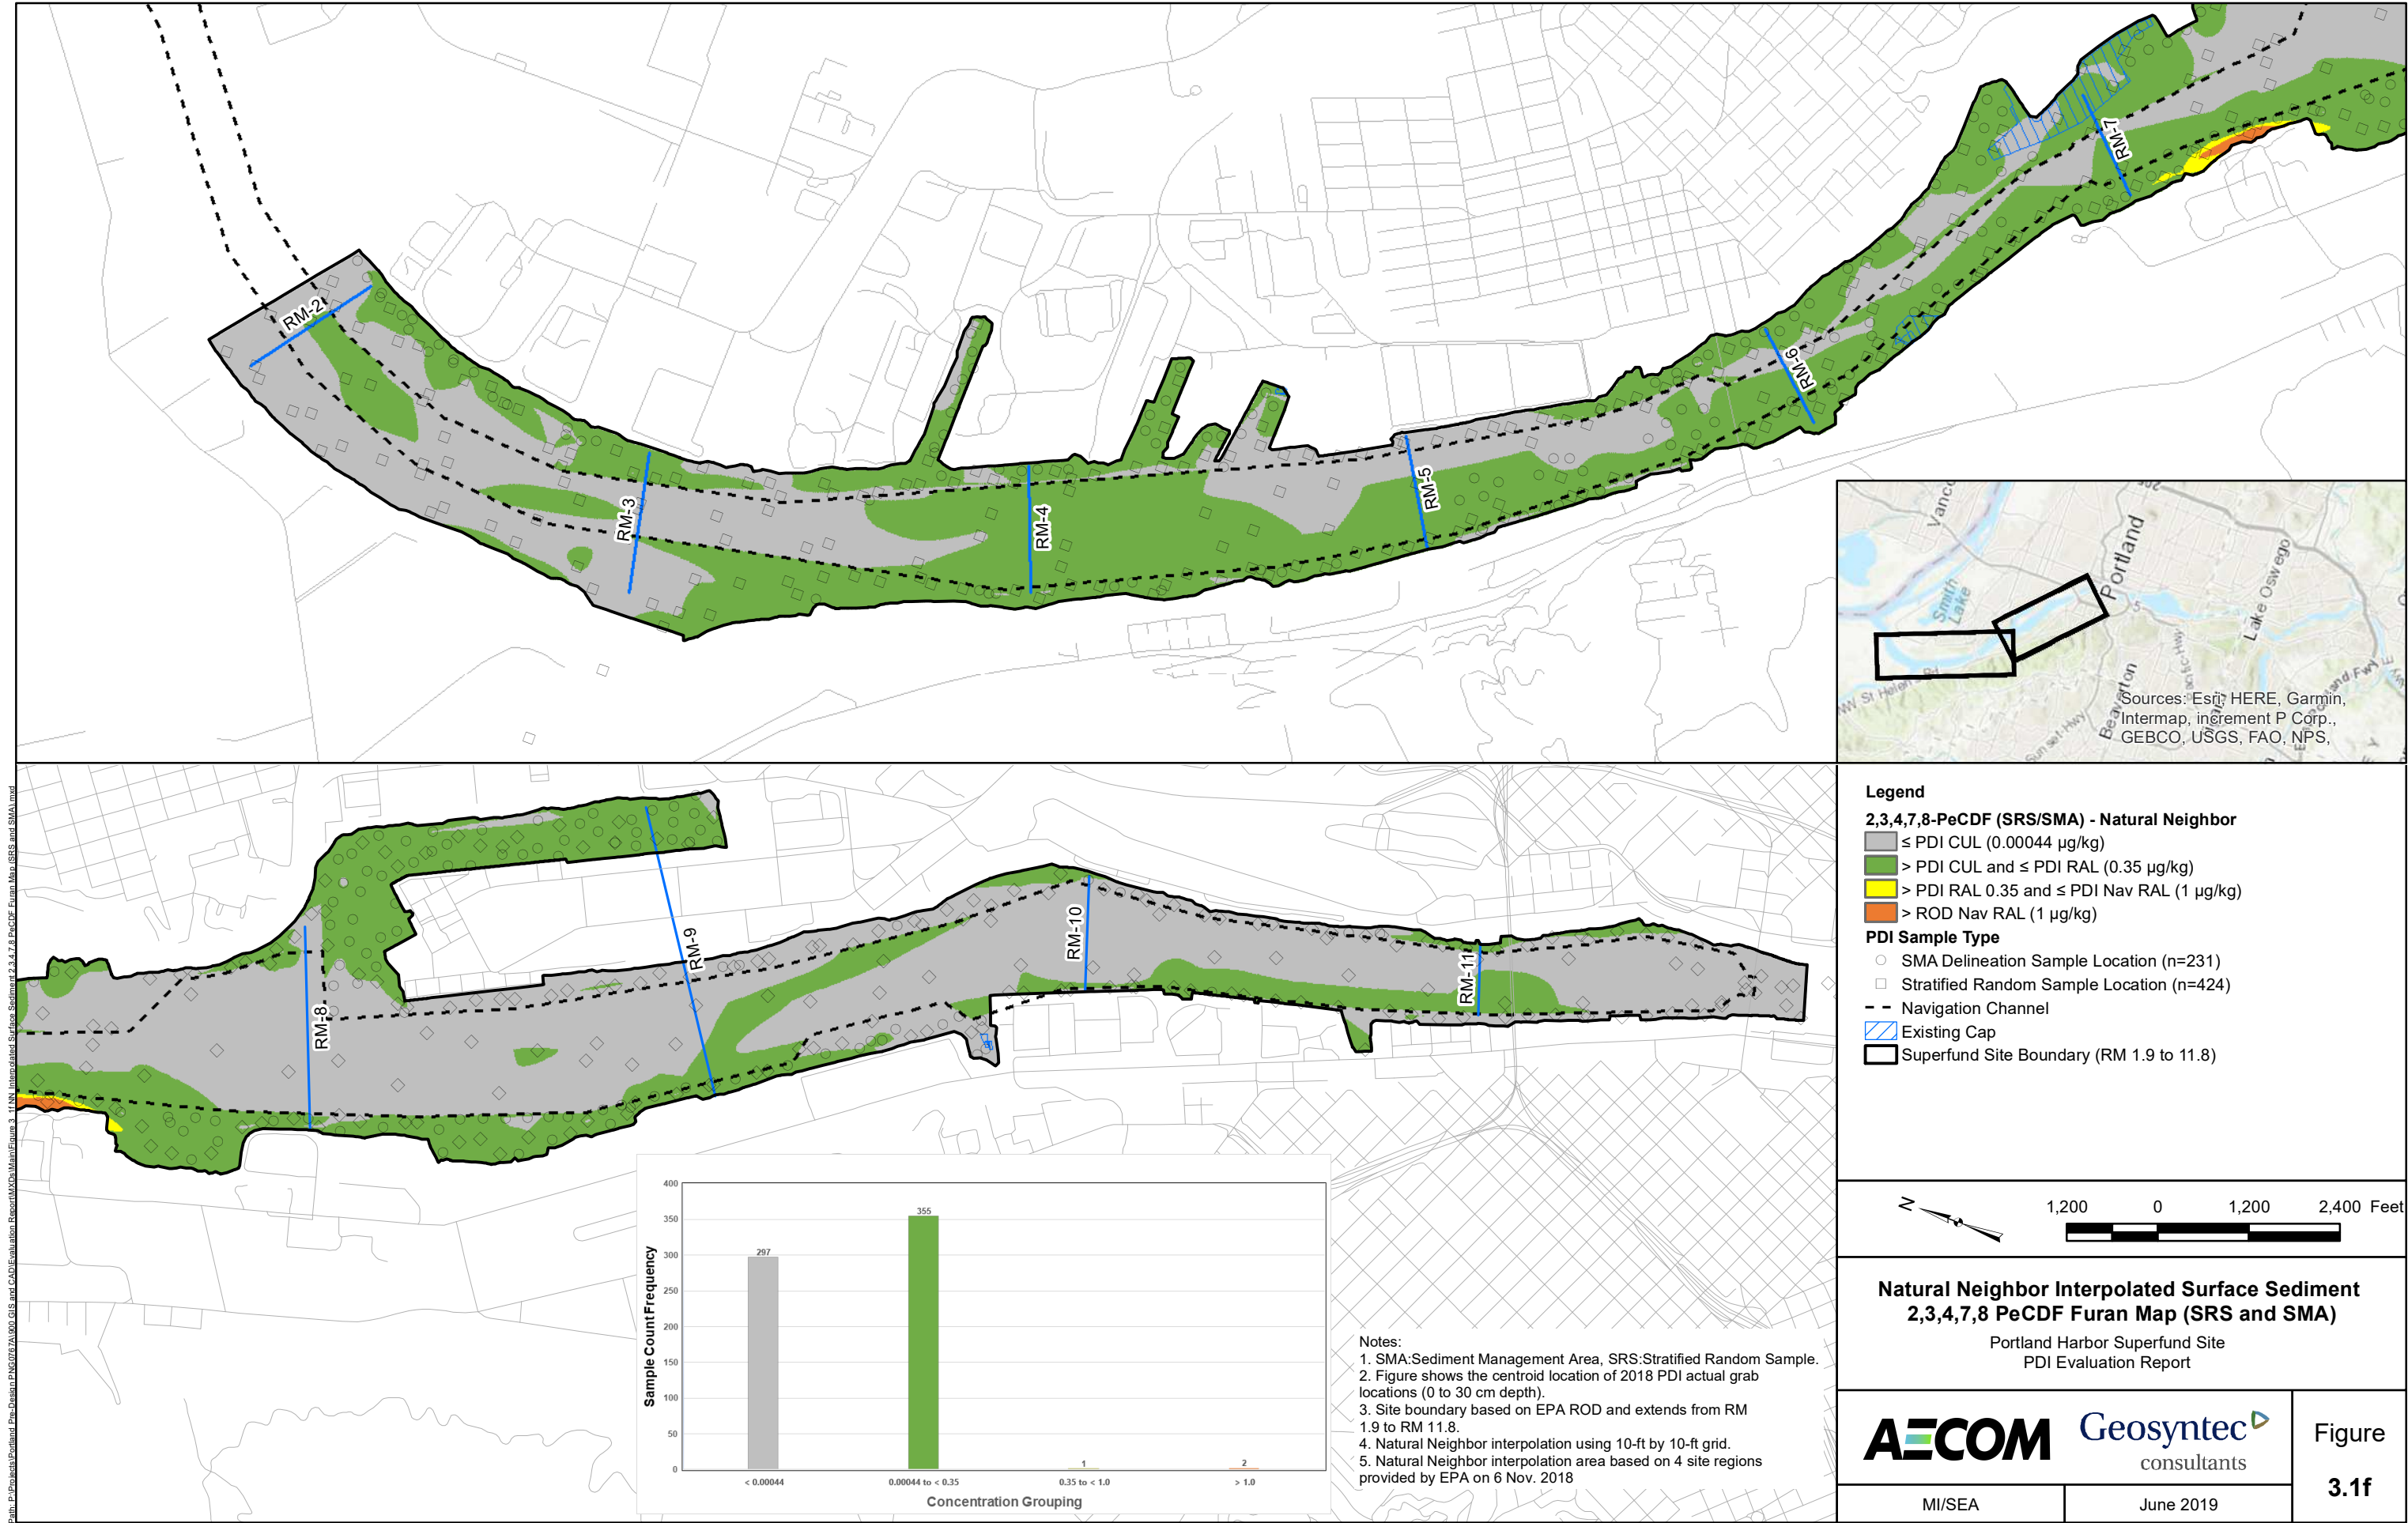 RM-2
RM-3
RM-4
RM-5
RM-6
RM-7
Vanc
Smith
Lake
Portland
5
Lake Oswego
NW St Helens Rd
Sunset Hwy
Sources: Esri, HERE, Garmin,
Intermap, increment P Corp.,
GEBCO, USGS, FAO, NPS,
RM-8
RM-9
RM-10
RM-11
Legend
2,3,4,7,8-PeCDF (SRS/SMA) - Natural Neighbor
≤ PDI CUL (0.00044 µg/kg)
> PDI CUL and ≤ PDI RAL (0.35 µg/kg)
> PDI RAL 0.35 and ≤ PDI Nav RAL (1 µg/kg)
> ROD Nav RAL (1 µg/kg)
PDI Sample Type
SMA Delineation Sample Location (n=231)
Stratified Random Sample Location (n=424)
Navigation Channel
Existing Cap
Superfund Site Boundary (RM 1.9 to 11.8)
N
1,200 0 1,200 2,400 Feet
Natural Neighbor Interpolated Surface Sediment
2,3,4,7,8 PeCDF Furan Map (SRS and SMA)
Portland Harbor Superfund Site
PDI Evaluation Report
AECOM
Geosyntec
consultants
Figure
3.1f
MI/SEA
June 2019
Sample Count Frequency
400
350
300
250
200
150
100
50
0
297
355
1
2
< 0.00044
0.00044 to < 0.35
0.35 to < 1.0
> 1.0
Concentration Grouping
Notes:
1. SMA:Sediment Management Area, SRS:Stratified Random Sample.
2. Figure shows the centroid location of 2018 PDI actual grab
locations (0 to 30 cm depth).
3. Site boundary based on EPA ROD and extends from RM
1.9 to RM 11.8.
4. Natural Neighbor interpolation using 10-ft by 10-ft grid.
5. Natural Neighbor interpolation area based on 4 site regions
provided by EPA on 6 Nov. 2018